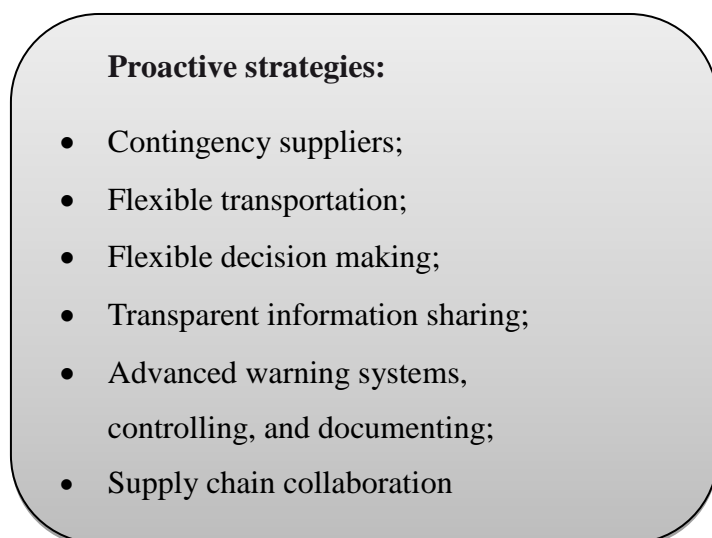 Proactive strategies:
• Contingency suppliers;
• Flexible transportation;
• Flexible decision making;
• Transparent information sharing;
• Advanced warning systems,
controlling, and documenting;
• Supply chain collaboration